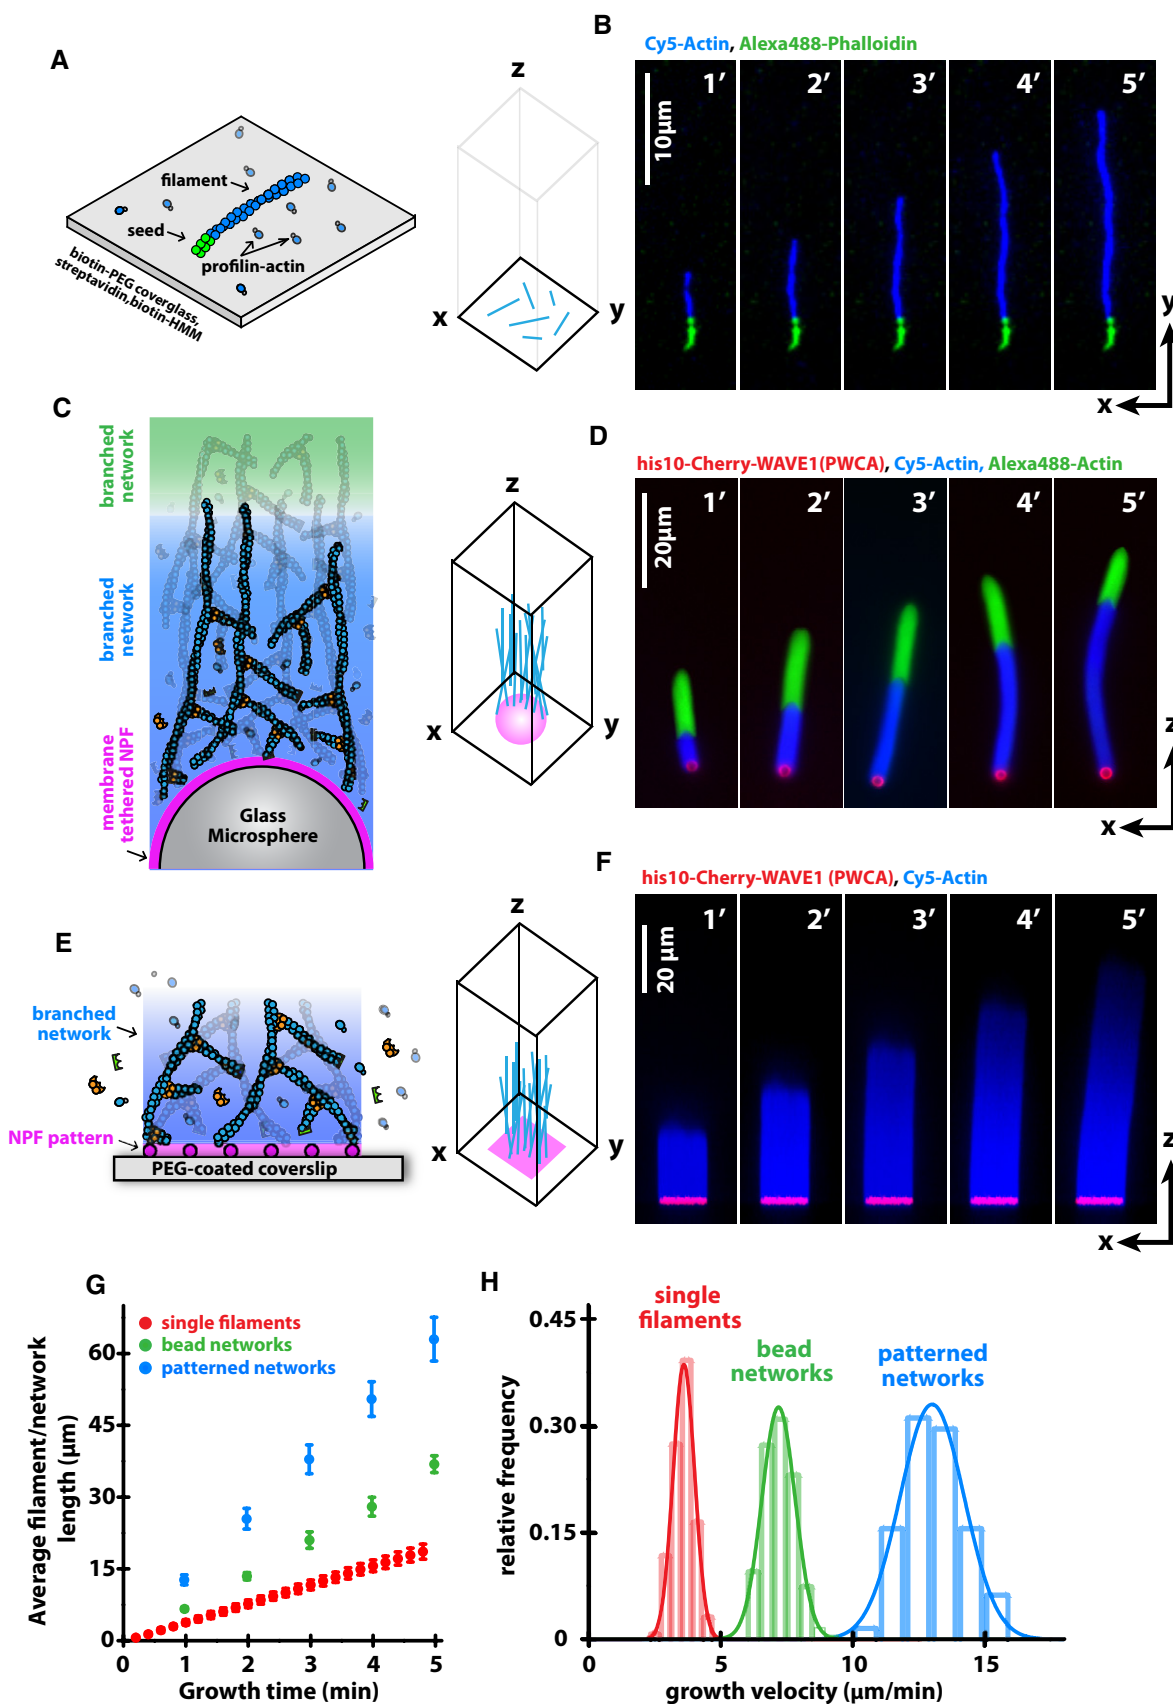 A
filament
seed
profilin-actin
biotin-PEG coverglass,
streptavidin,biotin-HMM
z
x
y
B
Cy5-Actin, Alexa488-Phalloidin
10µm
1’
2’
3’
4’
5’
y
x
C
branched
network
branched
network
membrane
tethered NPF
Glass
Microsphere
z
x
y
D
his10-Cherry-WAVE1(PWCA), Cy5-Actin, Alexa488-Actin
20µm
1’
2’
3’
4’
5’
z
x
E
branched
network
NPF pattern
PEG-coated coverslip
z
x
y
F
his10-Cherry-WAVE1 (PWCA), Cy5-Actin
20 µm
1’
2’
3’
4’
5’
z
x
G
single filaments
bead networks
patterned networks
Average filament/network
length (µm)
60
45
30
15
0
0
1
2
3
4
5
Growth time (min)
H
single
filaments
bead
networks
patterned
networks
relative frequency
0.45
0.30
0.15
0
0
5
10
15
growth velocity (µm/min)